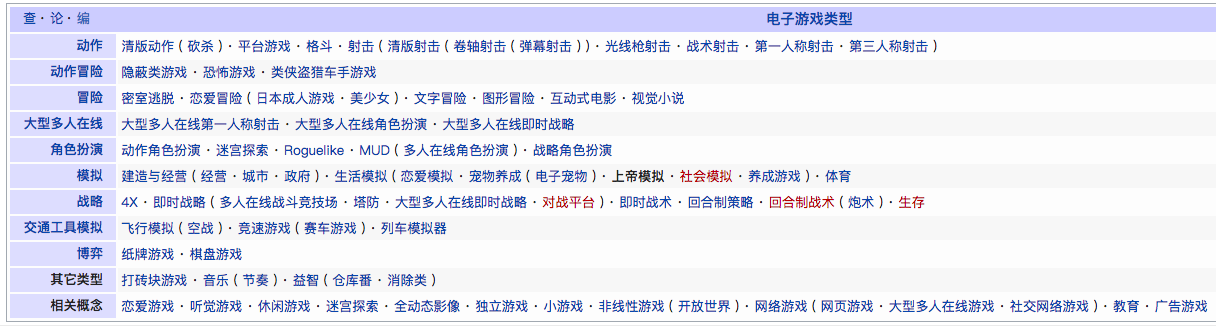 查·论·编 电子游戏类型
动作 清版动作（砍杀）· 平台游戏 · 格斗 · 射击（清版射击（卷轴射击（弹幕射击））· 光线枪射击 · 战术射击 · 第一人称射击 · 第三人称射击）
动作冒险 隐蔽类游戏 · 恐怖游戏 · 类侠盗猎车手游戏
冒险 密室逃脱 · 恋爱冒险（日本成人游戏 · 美少女）· 文字冒险 · 图形冒险 · 互动式电影 · 视觉小说
大型多人在线 大型多人在线第一人称射击 · 大型多人在线角色扮演 · 大型多人在线即时战略
角色扮演 动作角色扮演 · 迷宫探索 · Roguelike · MUD（多人在线角色扮演）· 战略角色扮演
模拟 建造与经营（经营 · 城市 · 政府）· 生活模拟（恋爱模拟 · 宠物养成（电子宠物）· 上帝模拟 · 社会模拟 · 养成游戏）· 体育
战略 4X · 即时战略（多人在线战斗竞技场 · 塔防 · 大型多人在线即时战略 · 对战平台）· 即时战术 · 回合制策略 · 回合制战术（炮术）· 生存
交通工具模拟 飞行模拟（空战）· 竞速游戏（赛车游戏）· 列车模拟器
博弈 纸牌游戏 · 棋盘游戏
其它类型 打砖块游戏 · 音乐（节奏）· 益智（仓库番 · 消除类）
相关概念 恋爱游戏 · 听觉游戏 · 休闲游戏 · 迷宫探索 · 全动态影像 · 独立游戏 · 小游戏 · 非线性游戏（开放世界）· 网络游戏（网页游戏 · 大型多人在线游戏 · 社交网络游戏）· 教育 · 广告游戏